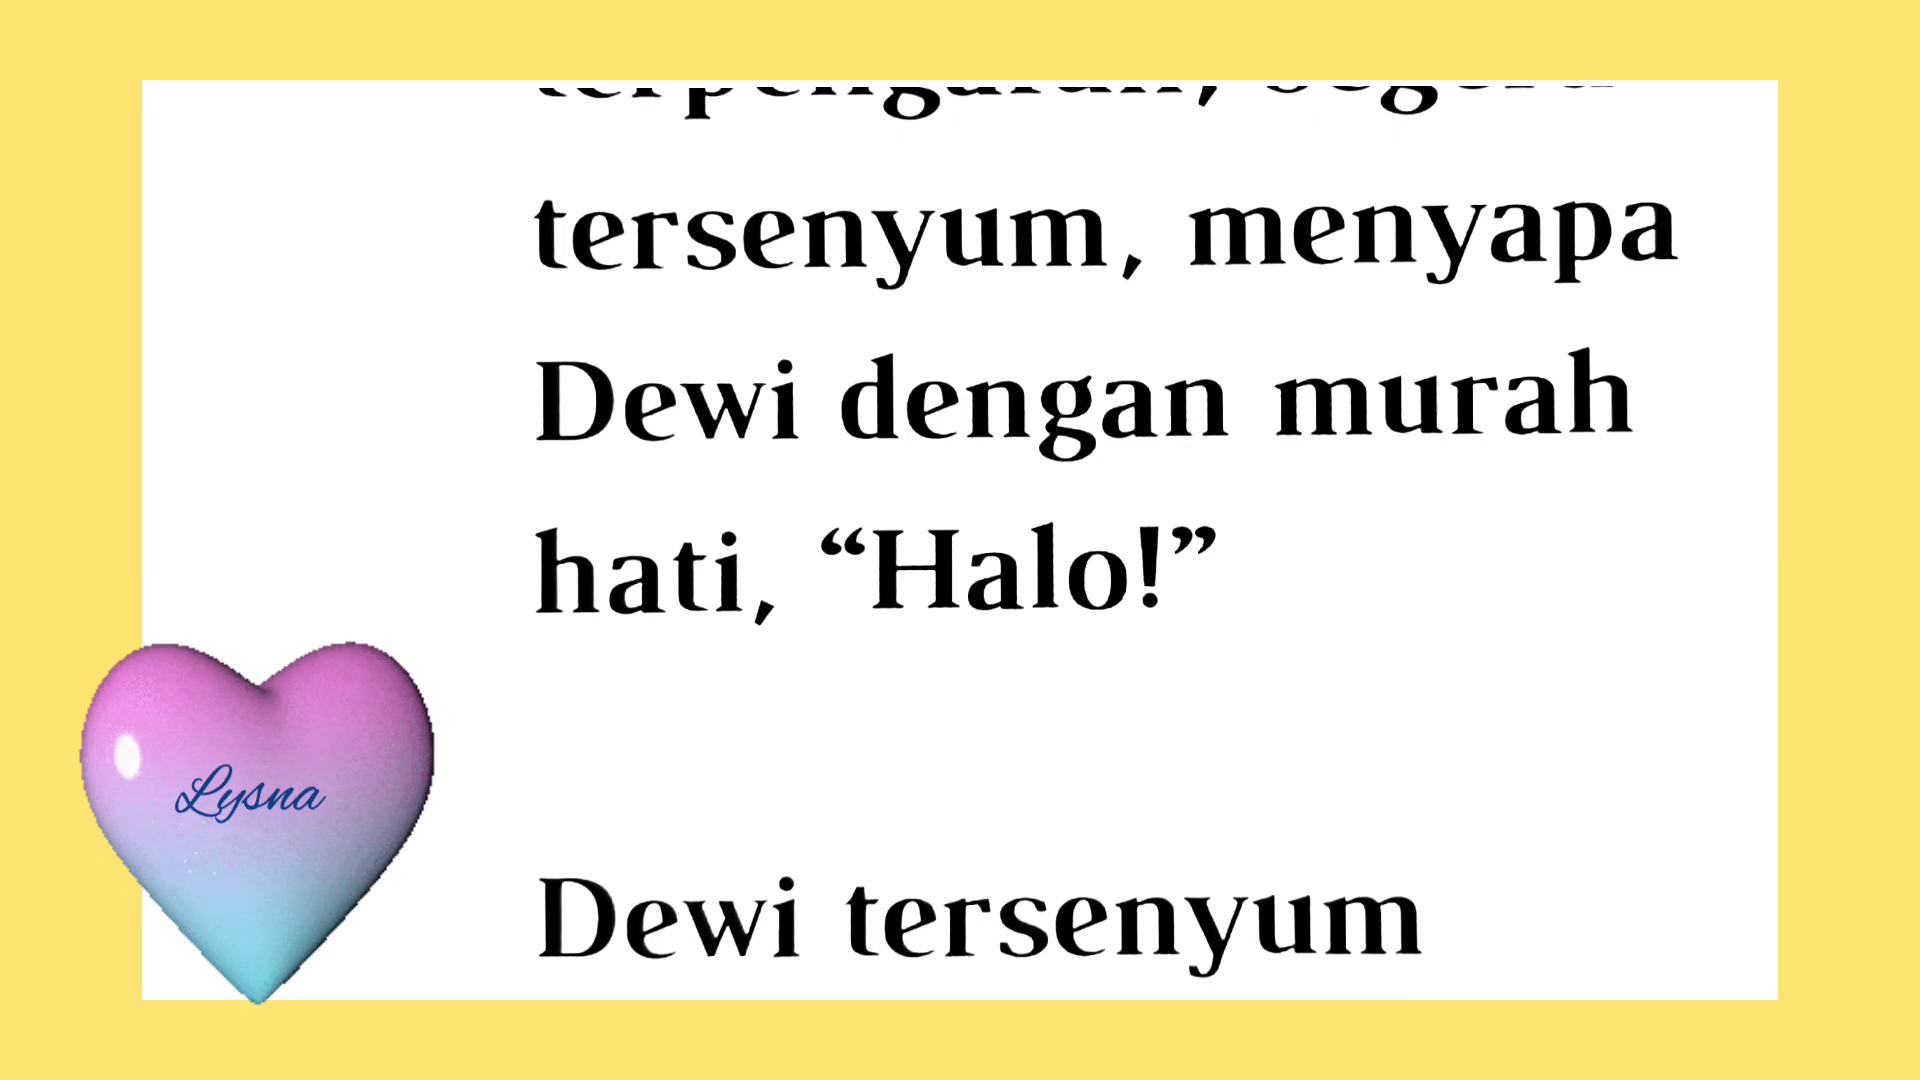 tersenyum, menyapa
Dewi dengan murah
hati, “Halo!”
Lysna
Dewi tersenyum